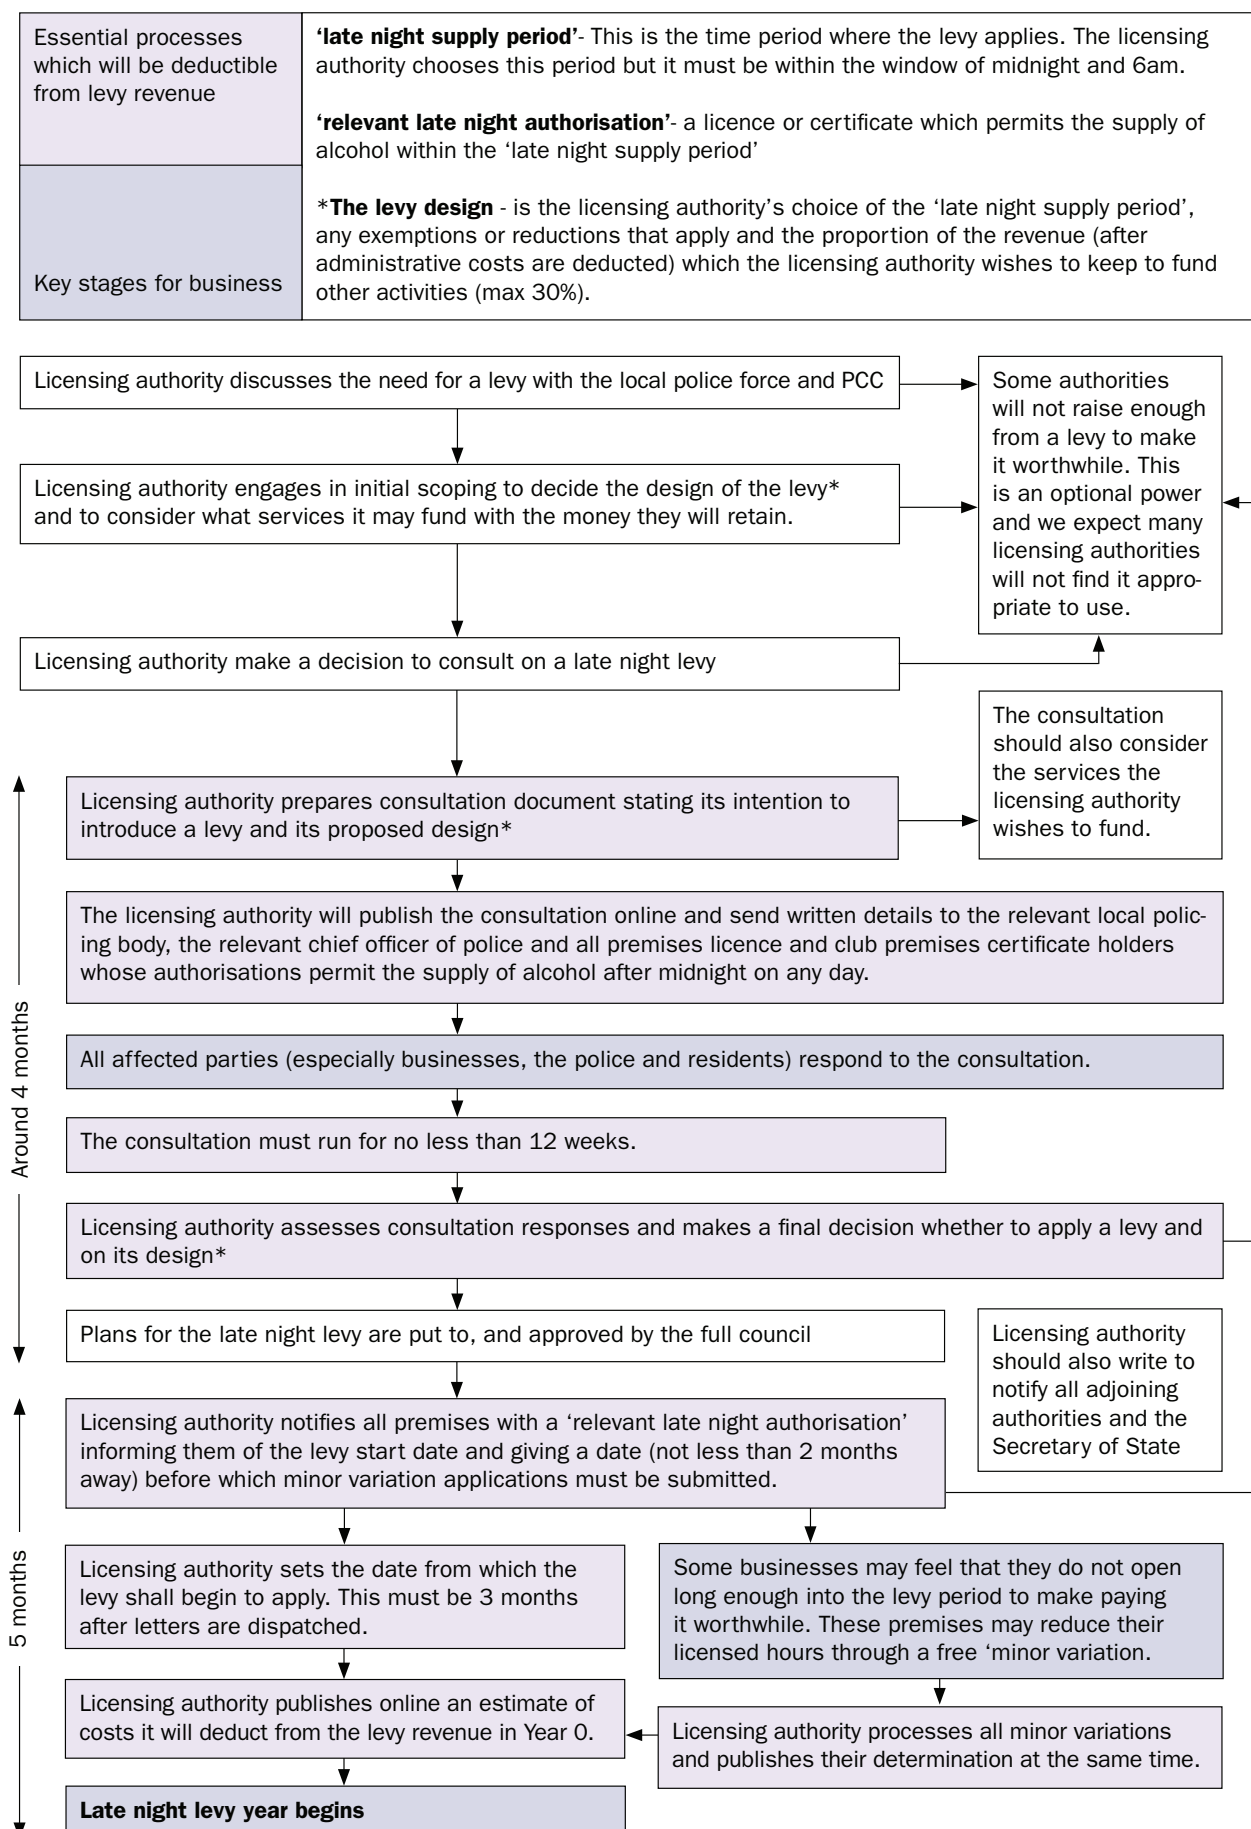 Essential processes
which will be deductible
from levy revenue
Key stages for business
‘late night supply period’- This is the time period where the levy applies. The licensing
authority chooses this period but it must be within the window of midnight and 6am.
‘relevant late night authorisation’- a licence or certificate which permits the supply of
alcohol within the ‘late night supply period’
*The levy design - is the licensing authority’s choice of the ‘late night supply period’,
any exemptions or reductions that apply and the proportion of the revenue (after
administrative costs are deducted) which the licensing authority wishes to keep to fund
other activities (max 30%).
Licensing authority discusses the need for a levy with the local police force and PCC
Some authorities
will not raise enough
from a levy to make
it worthwhile. This
is an optional power
and we expect many
licensing authorities
will not find it appro-
priate to use.
Licensing authority engages in initial scoping to decide the design of the levy*
and to consider what services it may fund with the money they will retain.
Licensing authority make a decision to consult on a late night levy
The consultation
should also consider
the services the
licensing authority
wishes to fund.
Around 4 months
Licensing authority prepares consultation document stating its intention to
introduce a levy and its proposed design*
The licensing authority will publish the consultation online and send written details to the relevant local polic-
ing body, the relevant chief officer of police and all premises licence and club premises certificate holders
whose authorisations permit the supply of alcohol after midnight on any day.
All affected parties (especially businesses, the police and residents) respond to the consultation.
The consultation must run for no less than 12 weeks.
Licensing authority assesses consultation responses and makes a final decision whether to apply a levy and
on its design*
Plans for the late night levy are put to, and approved by the full council
Licensing authority
should also write to
notify all adjoining
authorities and the
Secretary of State
5 months
Licensing authority notifies all premises with a ‘relevant late night authorisation’
informing them of the levy start date and giving a date (not less than 2 months
away) before which minor variation applications must be submitted.
Licensing authority sets the date from which the
levy shall begin to apply. This must be 3 months
after letters are dispatched.
Some businesses may feel that they do not open
long enough into the levy period to make paying
it worthwhile. These premises may reduce their
licensed hours through a free ‘minor variation.
Licensing authority publishes online an estimate of
costs it will deduct from the levy revenue in Year 0.
Licensing authority processes all minor variations
and publishes their determination at the same time.
Late night levy year begins